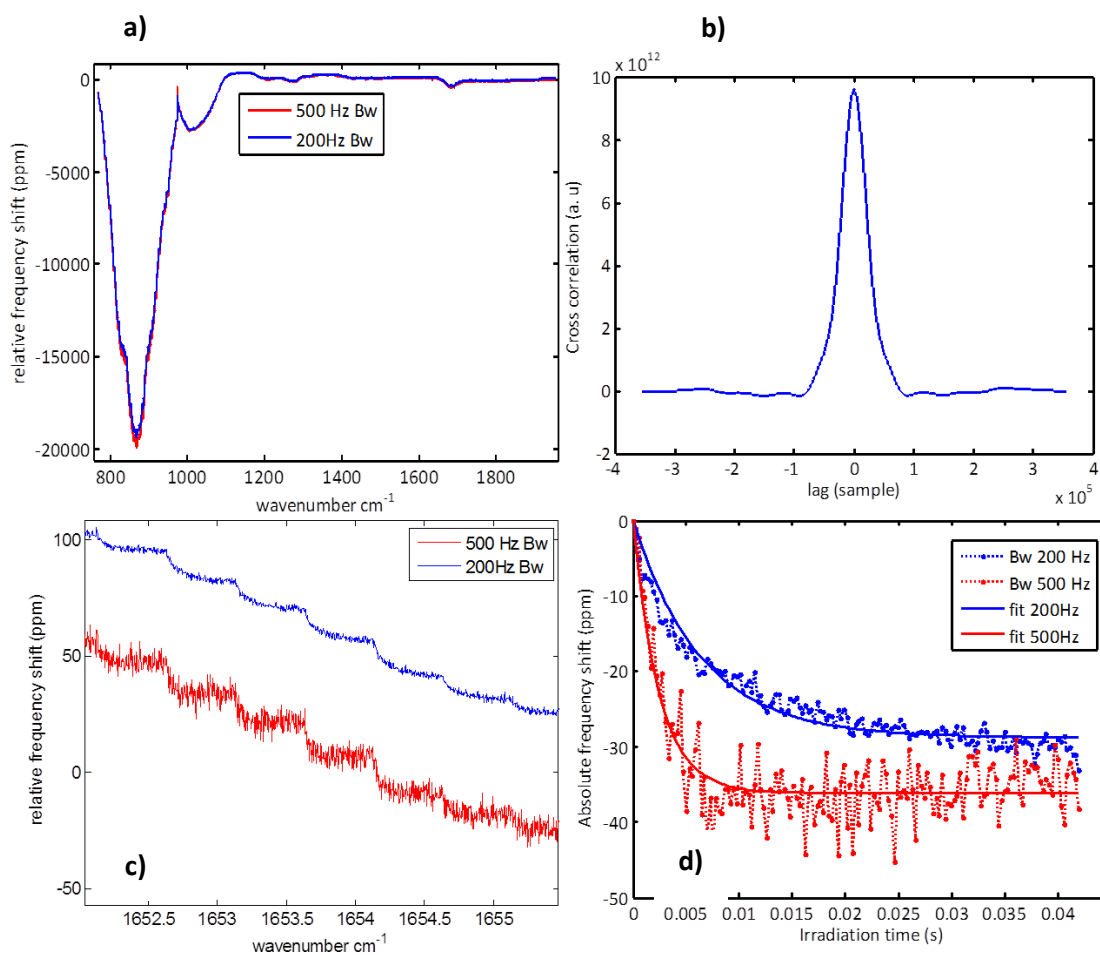 a)
0
-5000
-10000
-15000
-20000
relative frequency shift (ppm)
500 Hz Bw
200Hz Bw
800 1000 1200 1400 1600 1800
wavenumber cm⁻¹
b)
x 10¹²
10
8
6
4
2
0
-2
Cross correlation (a. u)
-4 -3 -2 -1 0 1 2 3 4
lag (sample)
x 10⁵
100
50
0
-50
relative frequency shift (ppm)
500 Hz Bw
200Hz Bw
c)
1652.5 1653 1653.5 1654 1654.5 1655
wavenumber cm⁻¹
0
-10
-20
-30
-40
-50
Absolute frequency shift (ppm)
Bw 200 Hz
Bw 500 Hz
fit 200Hz
fit 500Hz
d)
0 0.005 0.01 0.015 0.02 0.025 0.03 0.035 0.04
Irradiation time (s)